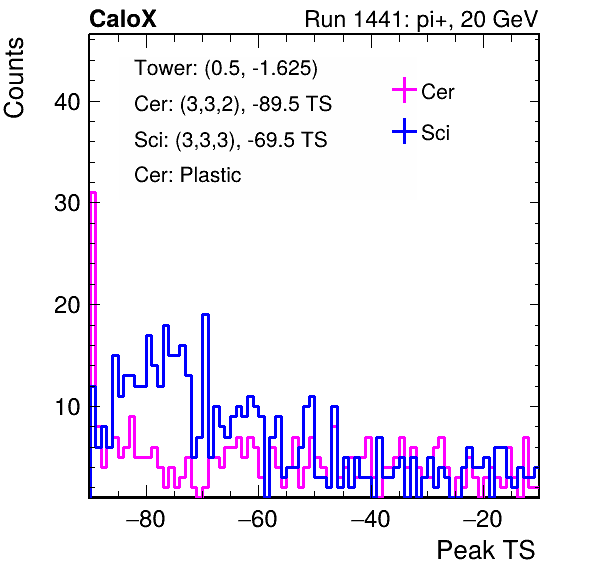 CaloX Run 1441: pi+, 20 GeV
Counts
Tower: (0.5, -1.625)
Cer: (3,3,2), -89.5 TS
Sci: (3,3,3), -69.5 TS
Cer: Plastic
Cer
Sci
40
30
20
10
−80 −60 −40 −20
Peak TS